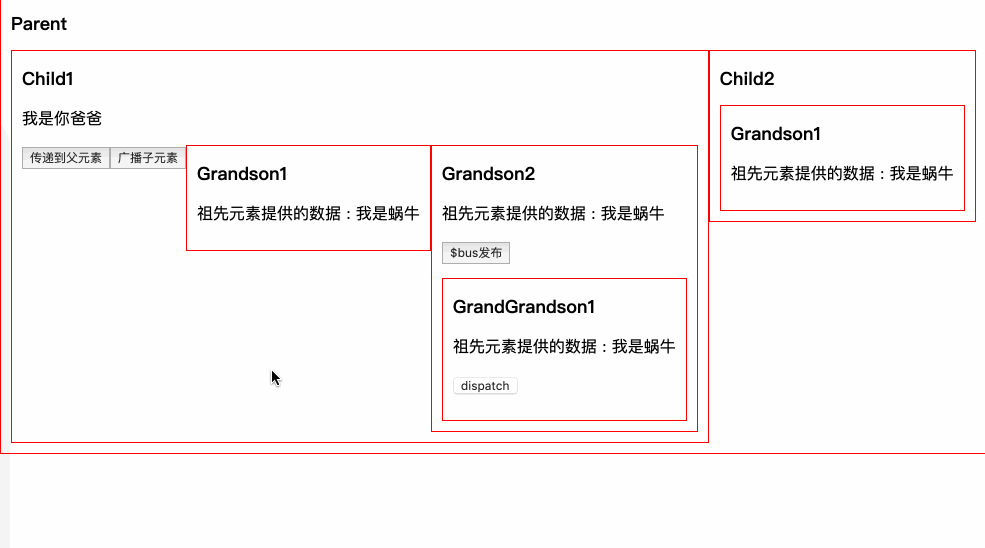 Parent
Child1
我是你爸爸
传递到父元素
广播子元素
Grandson1
祖先元素提供的数据：我是蜗牛
Grandson2
祖先元素提供的数据：我是蜗牛
$bus发布
GrandGrandson1
祖先元素提供的数据：我是蜗牛
dispatch
Child2
Grandson1
祖先元素提供的数据：我是蜗牛